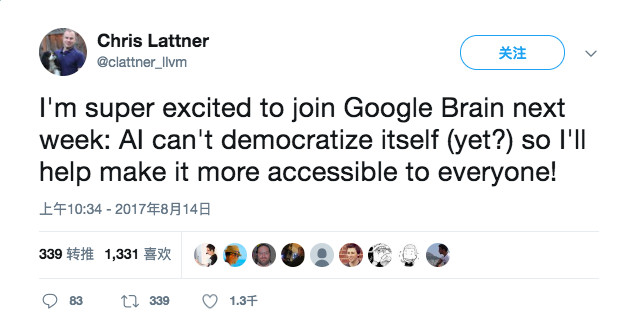 Chris Lattner
@clattner_llvm
关注
I'm super excited to join Google Brain next
week: AI can't democratize itself (yet?) so I'll
help make it more accessible to everyone!
上午10:34 - 2017年8月14日
339 转推 1,331 喜欢
83 339 1.3千